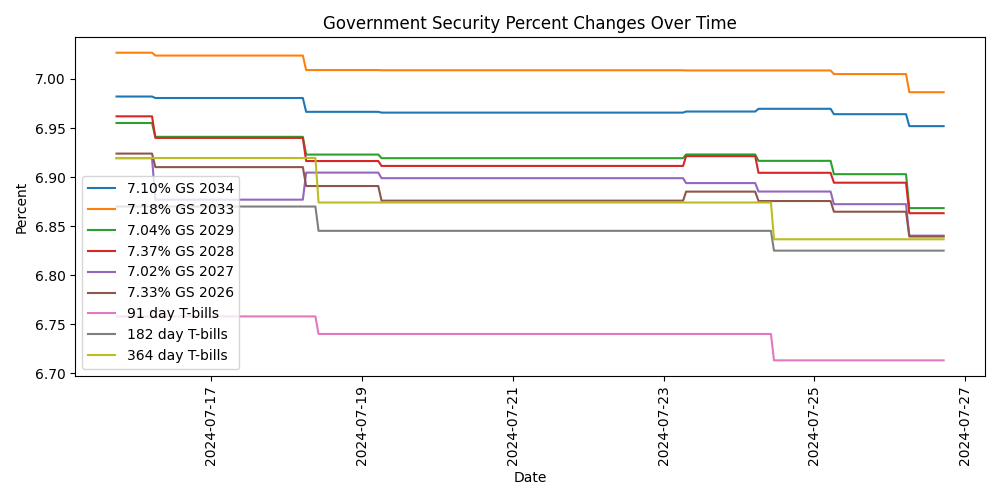 Government Security Percent Changes Over Time
Percent
7.00
6.95
6.90
6.85
6.80
6.75
6.70
7.10% GS 2034
7.18% GS 2033
7.04% GS 2029
7.37% GS 2028
7.02% GS 2027
7.33% GS 2026
91 day T-bills
182 day T-bills
364 day T-bills
2024-07-17
2024-07-19
2024-07-21
2024-07-23
2024-07-25
2024-07-27
Date